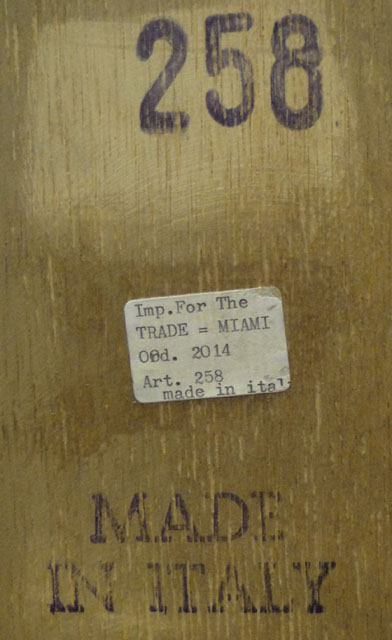 258
Imp.For The
TRADE = MIAMI
Ord. 2014
Art. 258
made in ital
MADE
IN ITALY